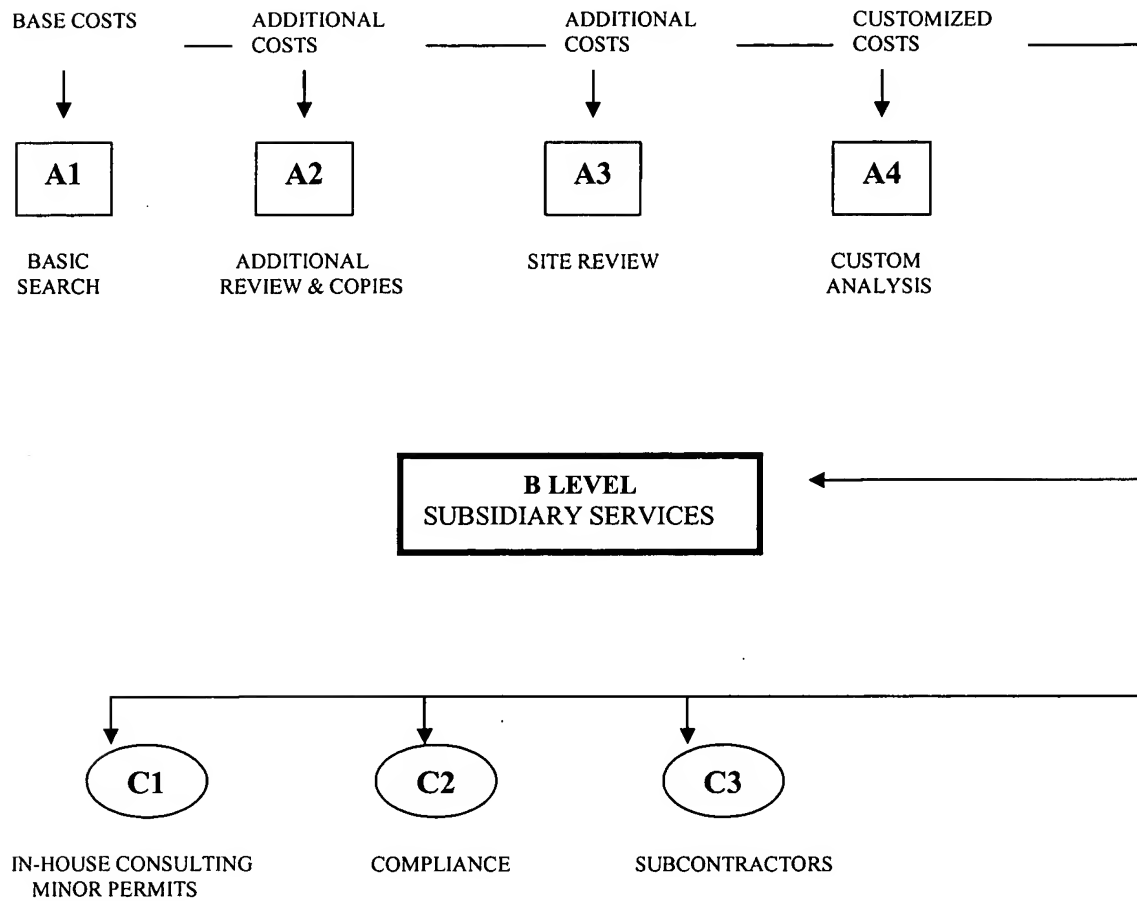 BASE COSTS
ADDITIONAL
COSTS
ADDITIONAL
COSTS
CUSTOMIZED
COSTS
A1
A2
A3
A4
BASIC
SEARCH
ADDITIONAL
REVIEW & COPIES
SITE REVIEW
CUSTOM
ANALYSIS
B LEVEL
SUBSIDIARY SERVICES
C1
C2
C3
IN-HOUSE CONSULTING
MINOR PERMITS
COMPLIANCE
SUBCONTRACTORS